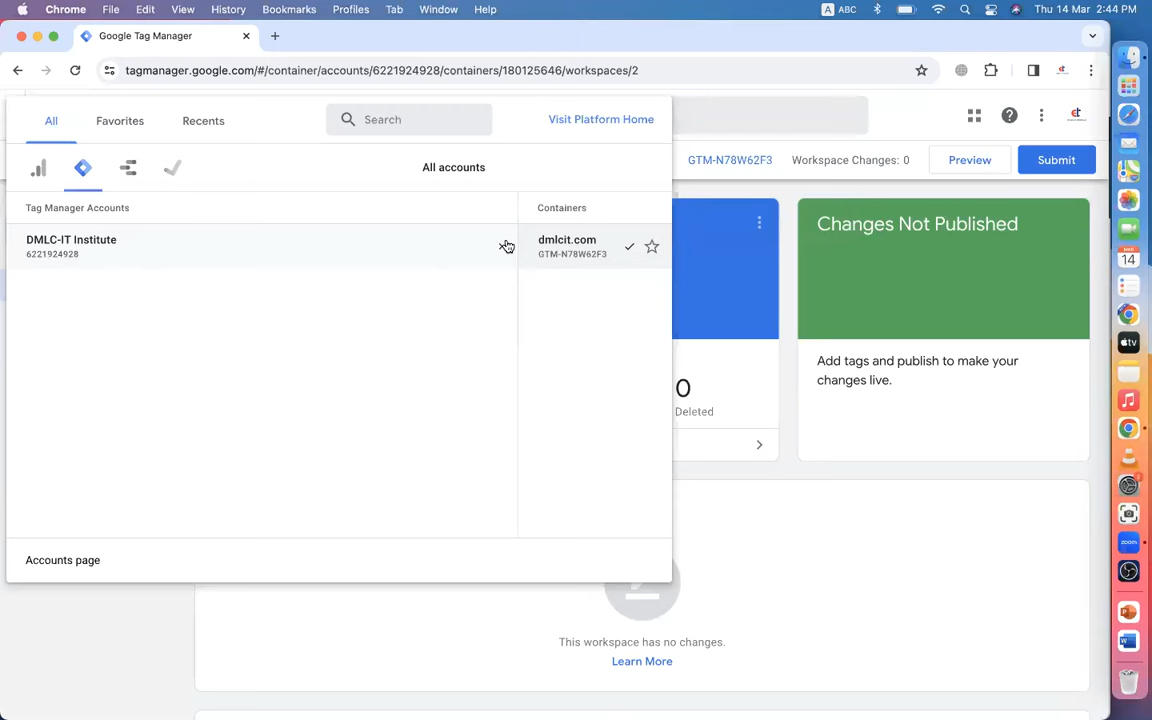 Chrome File Edit View History Bookmarks Profiles Tab Window Help A ABC Thu 14 Mar 2:44 PM
Google Tag Manager
tagmanager.google.com/#/container/accounts/6221924928/containers/180125646/workspaces/2
All Favorites Recents Search Visit Platform Home
All accounts
GTM-N78W62F3 Workspace Changes: 0 Preview Submit
Tag Manager Accounts Containers
DMLC-IT Institute
6221924928
dmlcit.com
GTM-N78W62F3
Changes Not Published
Add tags and publish to make your
changes live.
0
Deleted
Accounts page
This workspace has no changes.
Learn More
MAR
14
tv
zoom
P
W